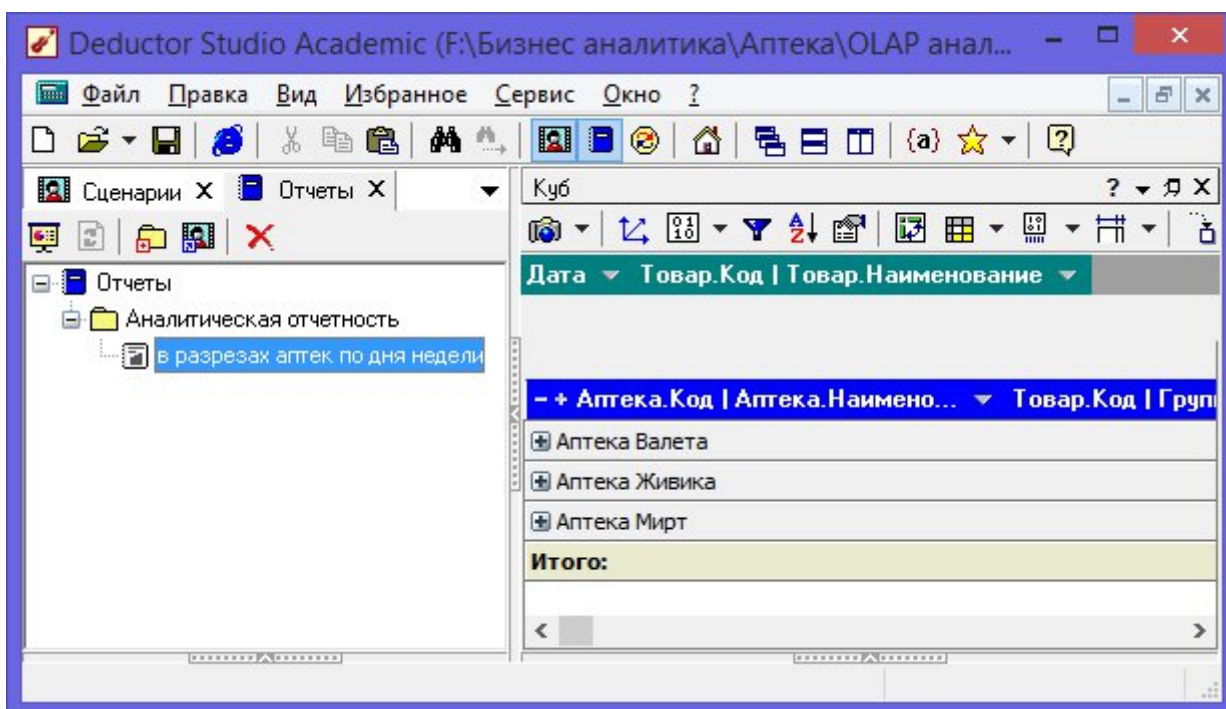 Deductor Studio Academic (F:\Бизнес аналитика\Аптека\OLAP анал...
Файл Правка Вид Избранное Сервис Окно ?
{a}
Сценарии X Отчеты X
Куб
Отчеты
Аналитическая отчетность
в разрезах аптек по дня недели
Дата Товар.Код | Товар.Наименование
- + Аптека.Код | Аптека.Наимено... Товар.Код | Груп
Аптека Валета
Аптека Живика
Аптека Мирт
Итого: